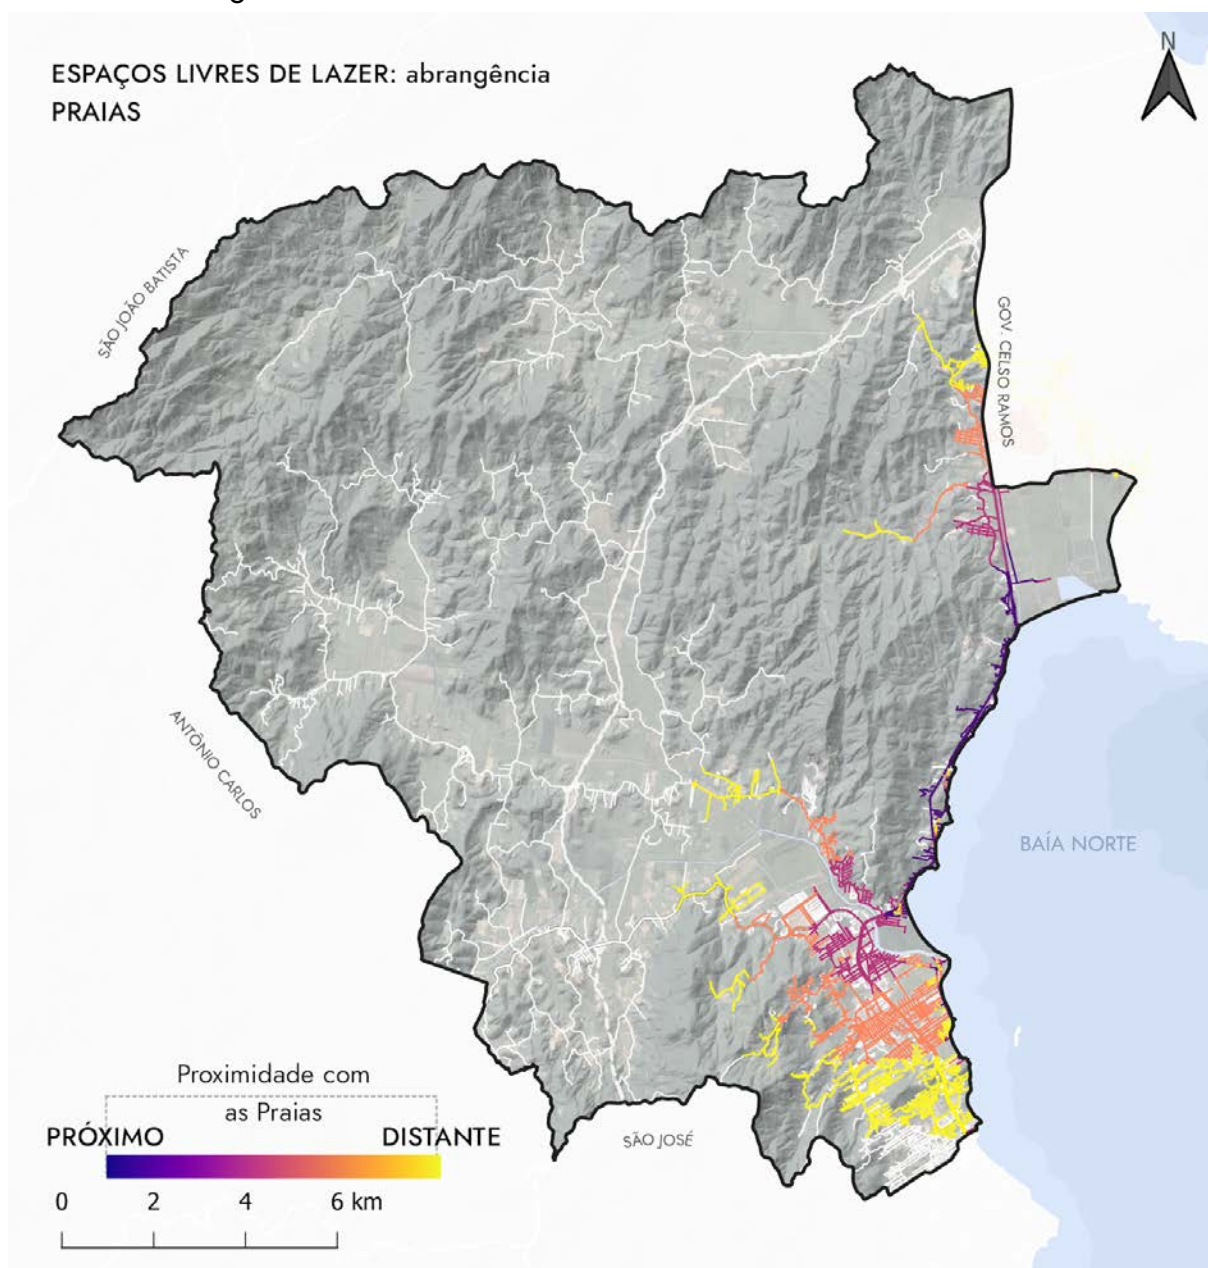 ESPAÇOS LIVRES DE LAZER: abrangência
PRAIAS
N
SÃO JOÃO BATISTA
GOV. CELSO RAMOS
ANTÔNIO CARLOS
BAÍA NORTE
SÃO JOSÉ
Proximidade com
as Praias
PRÓXIMO DISTANTE
0 2 4 6 km